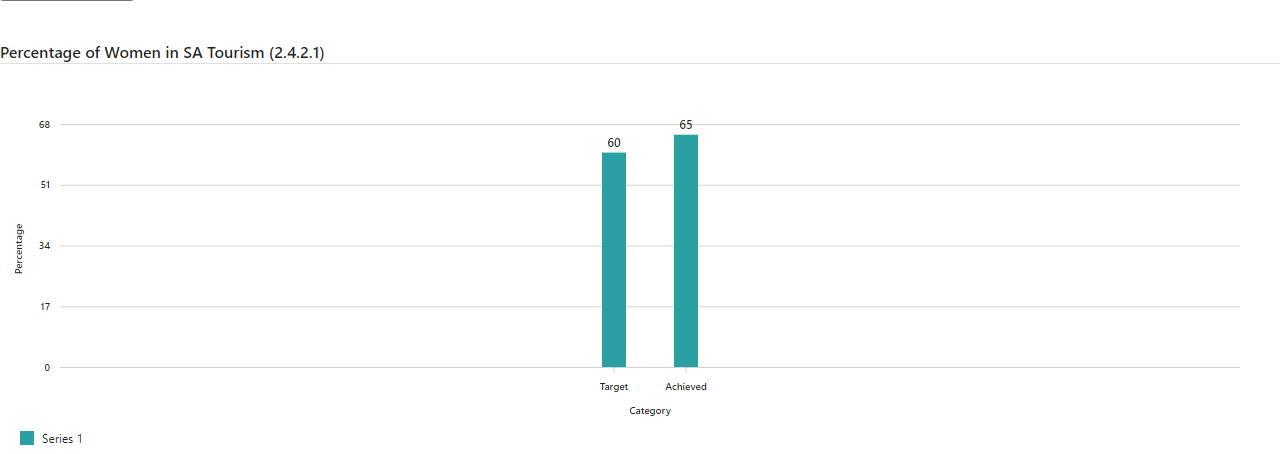 Percentage of Women in SA Tourism (2.4.2.1)
68
65
60
51
34
17
0
Percentage
Target
Achieved
Category
Series 1